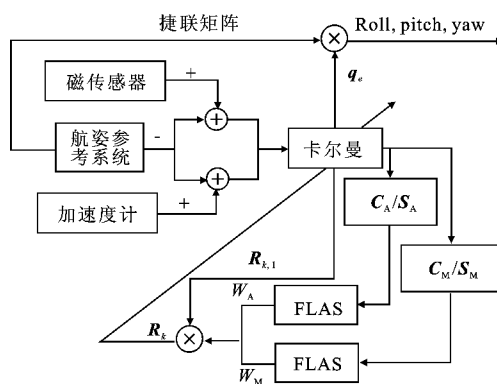 捷联矩阵
Roll, pitch, yaw
磁传感器
+
q_e
航姿参
考系统
-
卡尔曼
加速度计
+
C_A/S_A
C_M/S_M
R_{k,1}
W_A
FLAS
R_k
W_M
FLAS